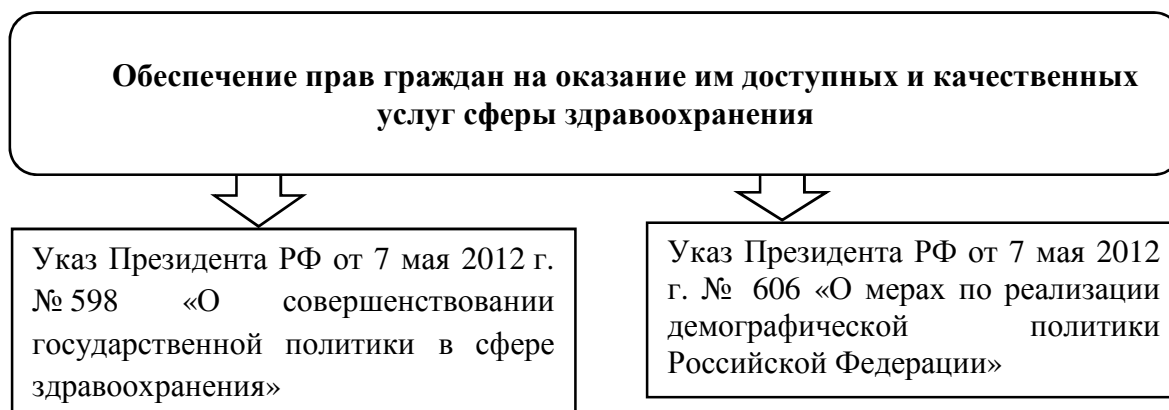 Обеспечение прав граждан на оказание им доступных и качественных
услуг сферы здравоохранения
Указ Президента РФ от 7 мая 2012 г.
№ 598 «О совершенствовании
государственной политики в сфере
здравоохранения»
Указ Президента РФ от 7 мая 2012
г. № 606 «О мерах по реализации
демографической политики
Российской Федерации»